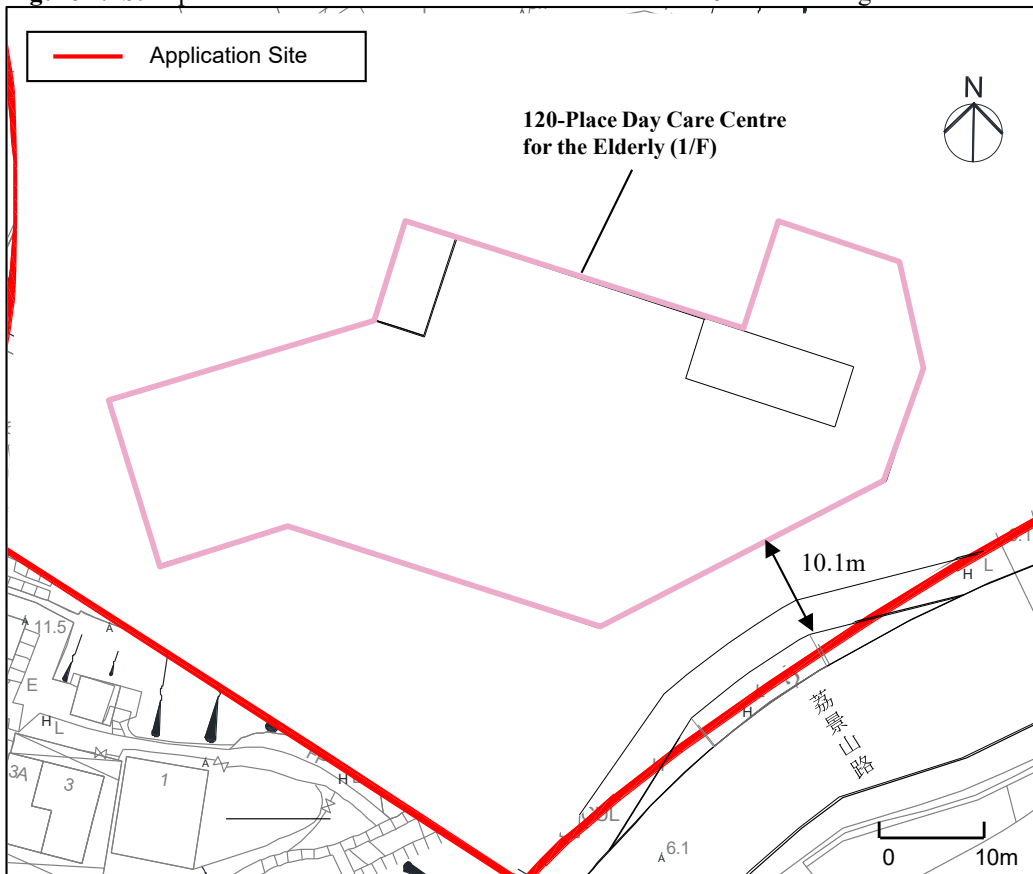 Application Site
N
120-Place Day Care Centre
for the Elderly (1/F)
10.1m
H
L
11.5
A
A
E
H
L
A
3A
3
1
H
H
荔景山路
6.1
A
0
10m